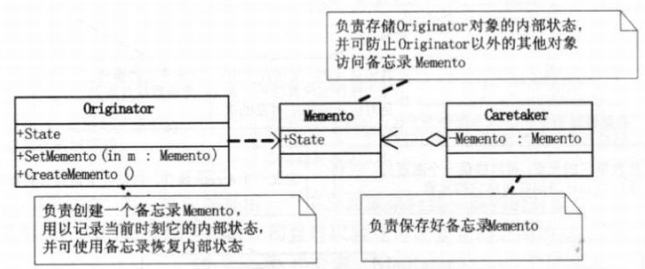 负责存储Originator对象的内部状态，
并可防止Originator以外的其他对象
访问备忘录Memento
Originator
+State
+SetMemento(in m : Memento)
+CreateMemento()
Memento
+State
Caretaker
-Memento : Memento
负责创建一个备忘录Memento，
用以记录当前时刻它的内部状态，
并可使用备忘录恢复内部状态
负责保存好备忘录Memento